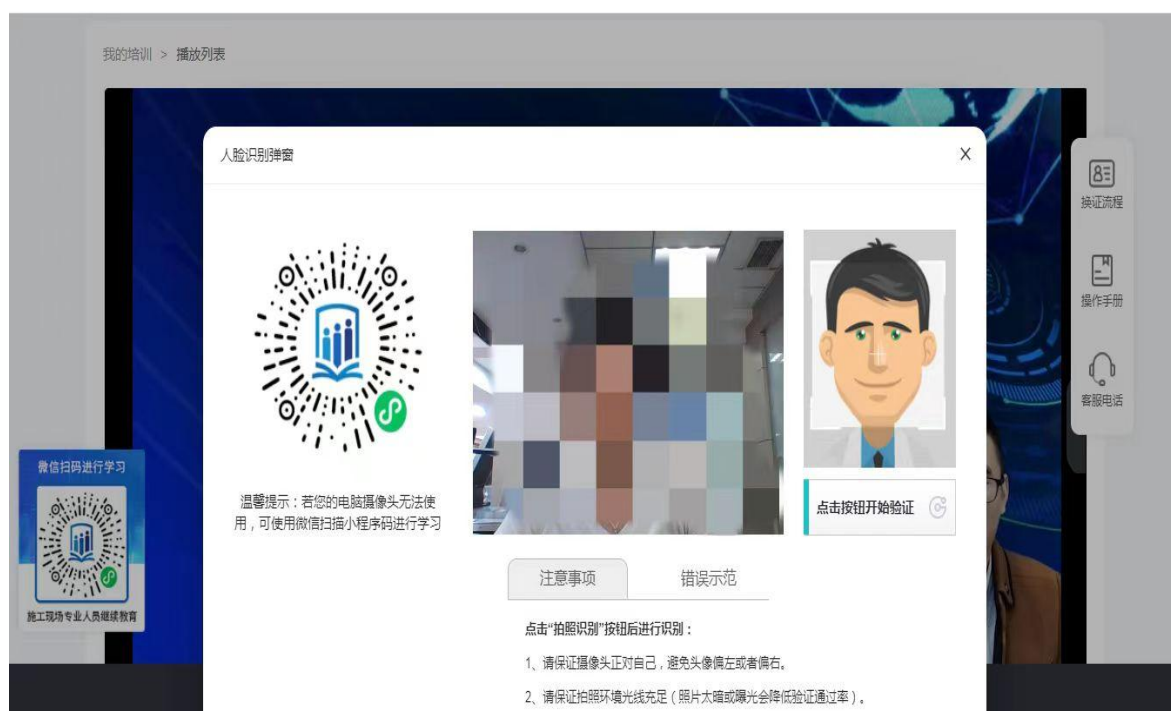 我的培训 > 播放列表
人脸识别弹窗
X
换证流程
操作手册
客服电话
微信扫码进行学习
施工现场专业人员继续教育
温馨提示：若您的电脑摄像头无法使
用，可使用微信扫描小程序码进行学习
点击按钮开始验证
注意事项
错误示范
点击“拍照识别”按钮后进行识别：
1、请保证摄像头正对自己，避免头像偏左或者偏右。
2、请保证拍照环境光线充足（照片太暗或曝光会降低验证通过率）。